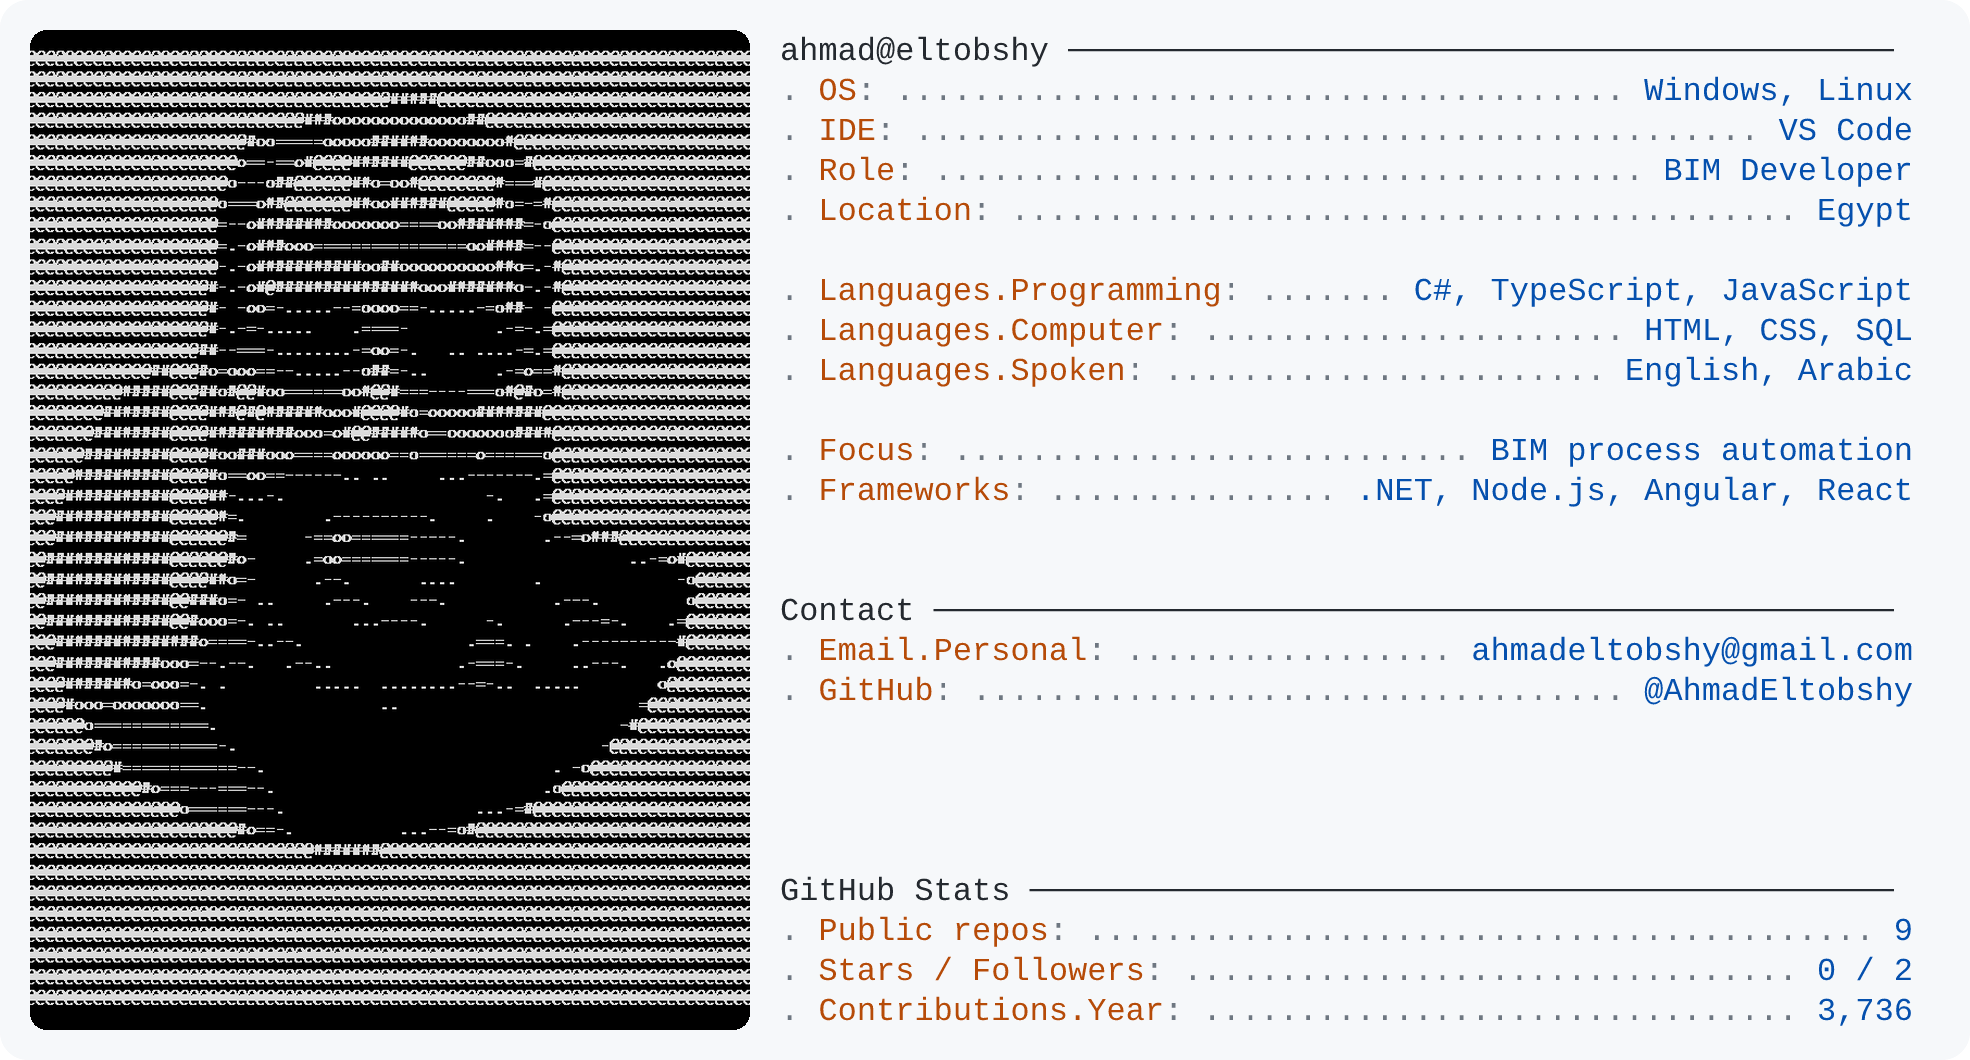 ahmad@eltobshy
. OS: ...................................... Windows, Linux
. IDE: ............................................ VS Code
. Role: ..................................... BIM Developer
. Location: ......................................... Egypt
. Languages.Programming: ....... C#, TypeScript, JavaScript
. Languages.Computer: ...................... HTML, CSS, SQL
. Languages.Spoken: ....................... English, Arabic
. Focus: ........................... BIM process automation
. Frameworks: ............... .NET, Node.js, Angular, React
Contact
. Email.Personal: ................. ahmadeltobshy@gmail.com
. GitHub: .................................. @AhmadEltobshy
GitHub Stats
. Public repos: ......................................... 9
. Stars / Followers: ................................ 0 / 2
. Contributions.Year: ............................... 3,736